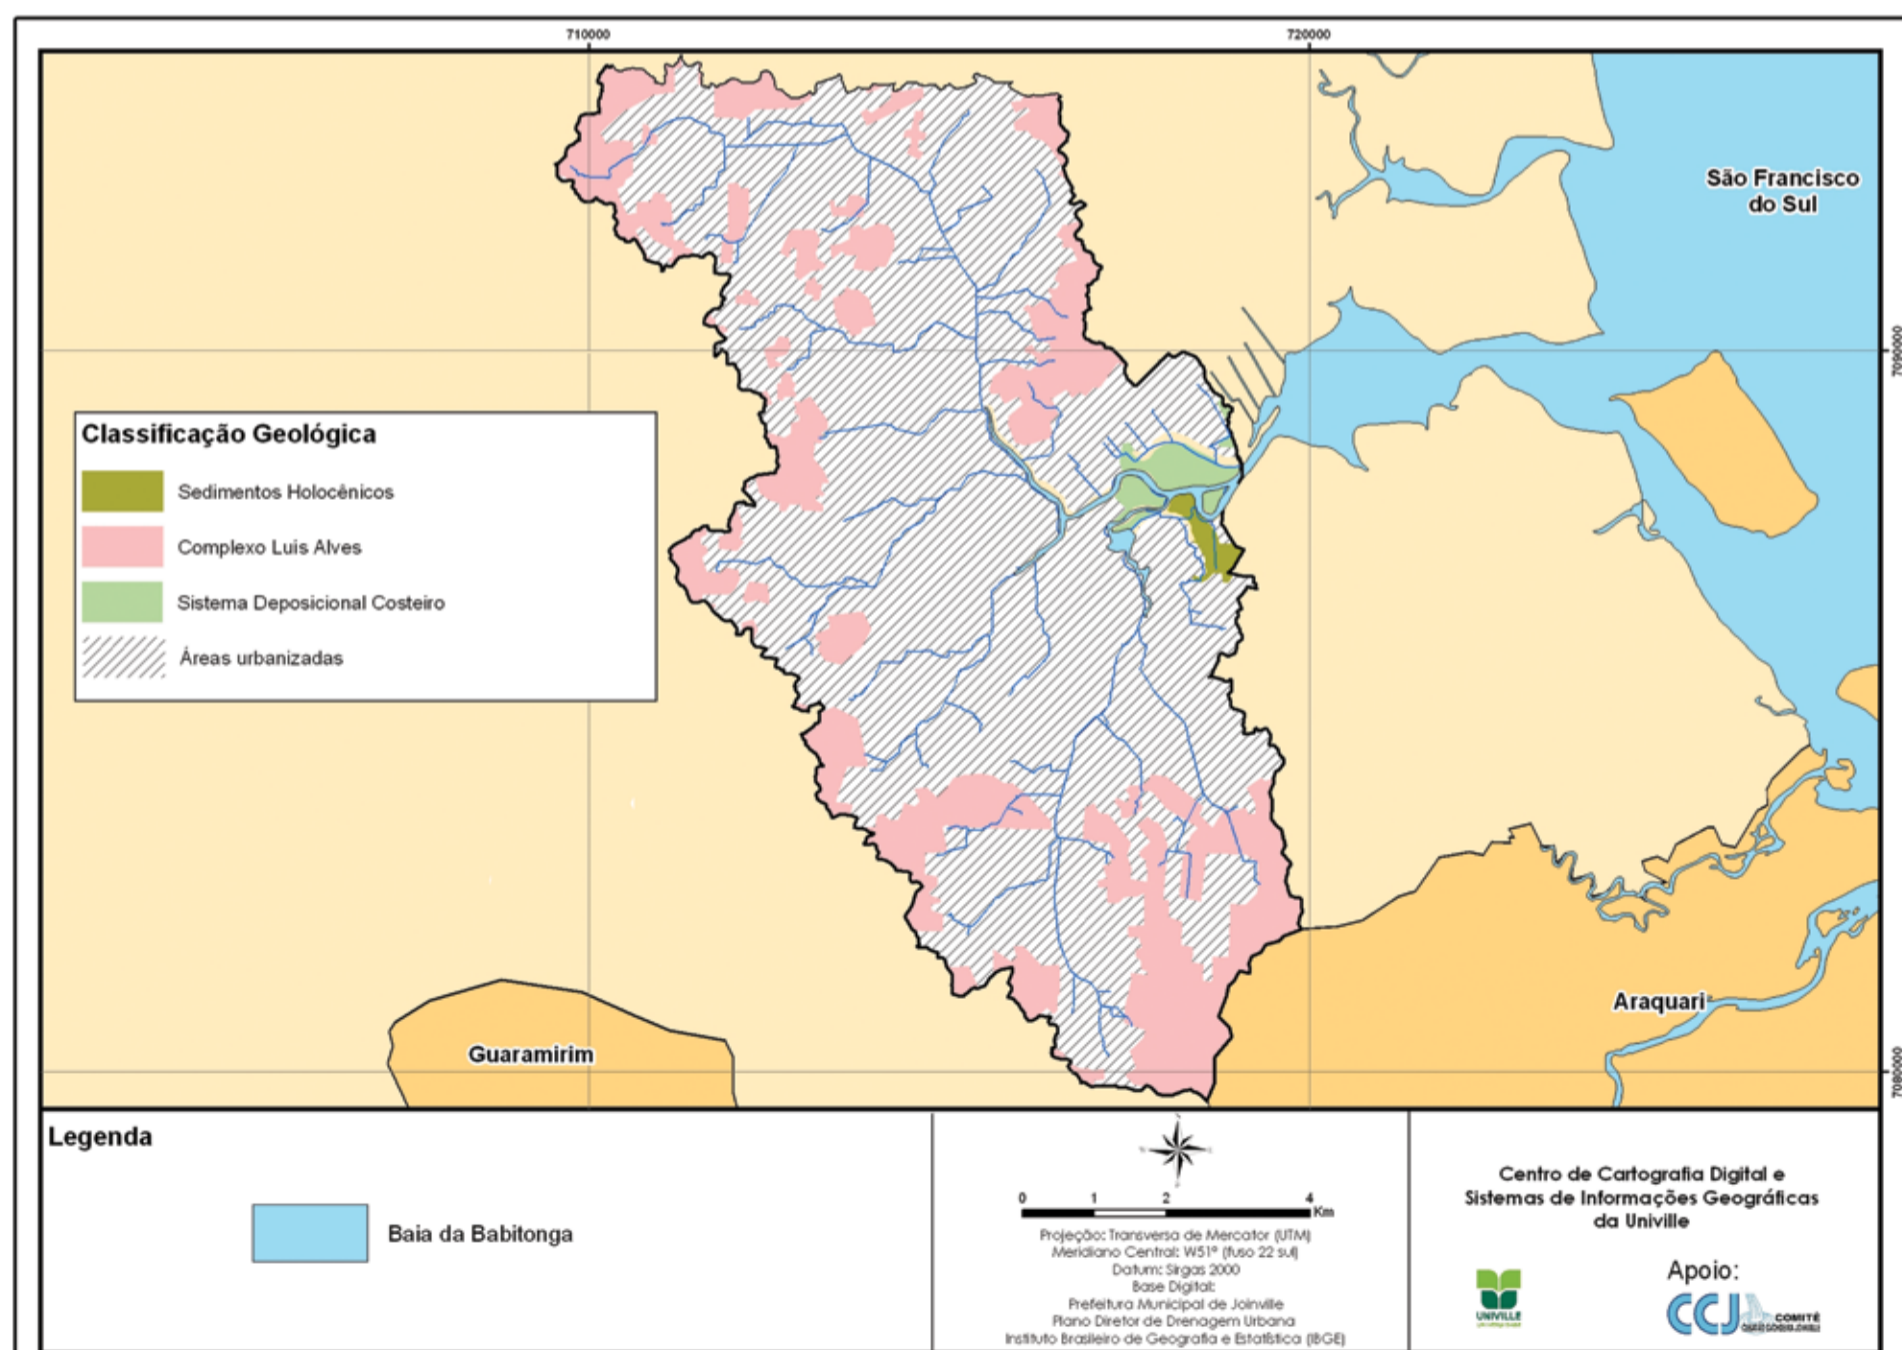 710000
720000
São Francisco
do Sul
7090000
Classificação Geológica
Sedimentos Holocênicos
Complexo Luis Alves
Sistema Deposicional Costeiro
Áreas urbanizadas
Araquari
Guaramirim
7080000
Legenda
Baia da Babitonga
0 1 2 4
Km
Projeção: Transversa de Mercator (UTM)
Meridiano Central: W51º (fuso 22 sul)
Datum: Sirgas 2000
Base Digital:
Prefeitura Municipal de Joinville
Plano Diretor de Drenagem Urbana
Instituto Brasileiro de Geografia e Estatística (IBGE)
Centro de Cartografia Digital e
Sistemas de Informações Geográficas
da Univille
Apoio:
UNIVILLE
CCJ COMITÊ